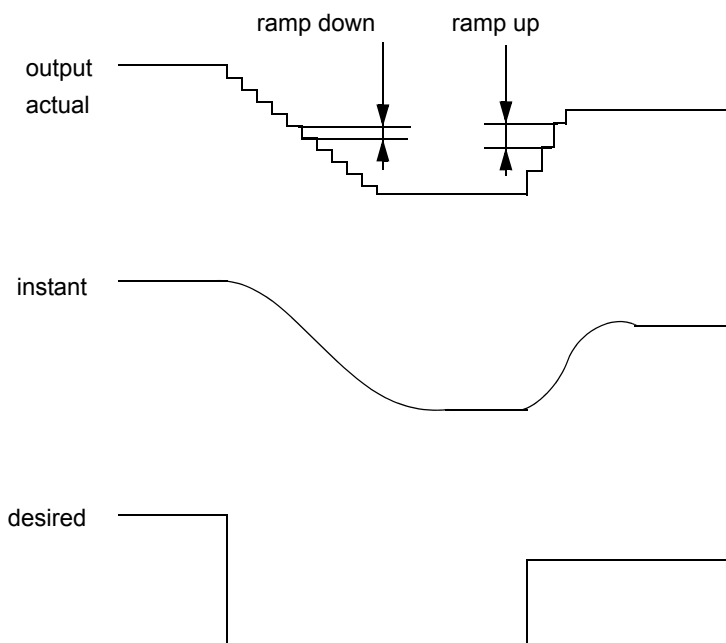 ramp down
ramp up
output
actual
instant
desired